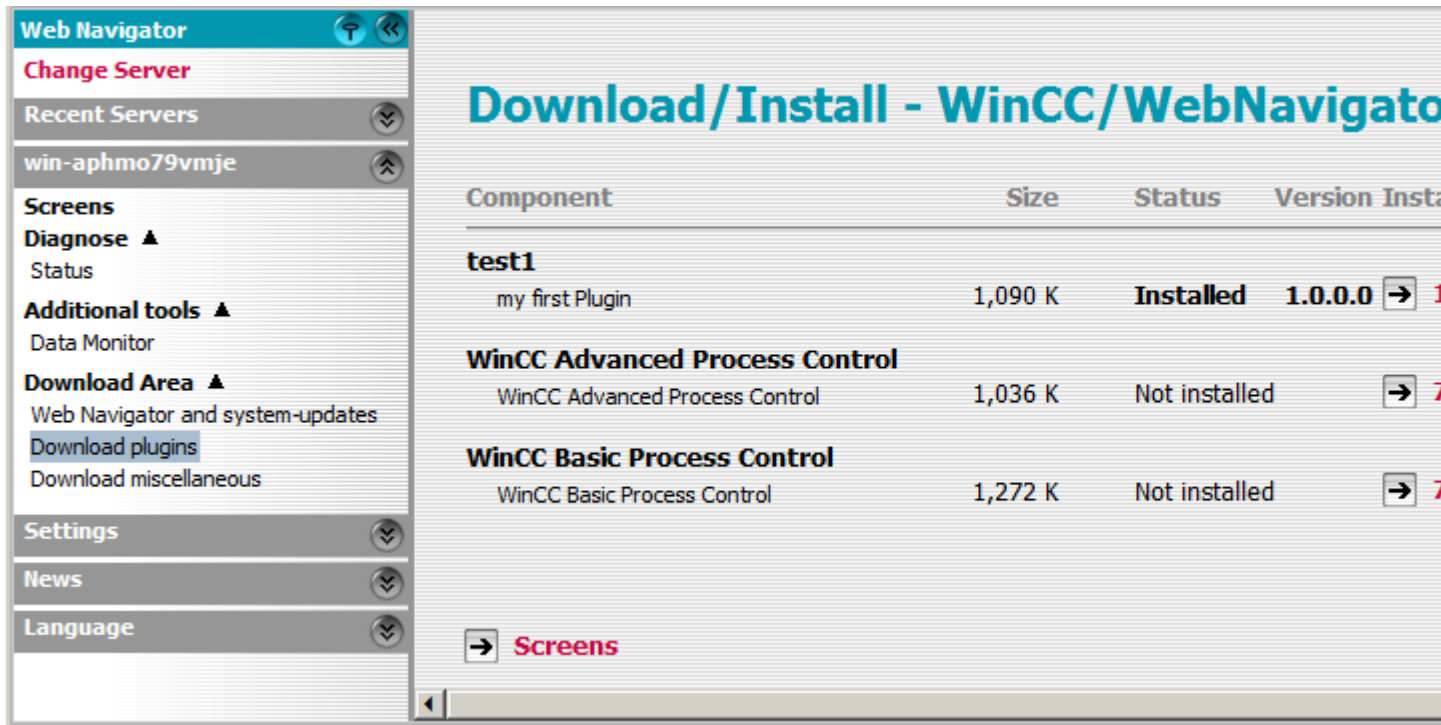 Web Navigator
Change Server
Recent Servers
win-aphmo79vmje
Screens
Diagnose
Status
Additional tools
Data Monitor
Download Area
Web Navigator and system-updates
Download plugins
Download miscellaneous
Settings
News
Language
Download/Install - WinCC/WebNavigato
Component Size Status Version Insta
test1
my first Plugin 1,090 K Installed 1.0.0.0 1
WinCC Advanced Process Control
WinCC Advanced Process Control 1,036 K Not installed 7
WinCC Basic Process Control
WinCC Basic Process Control 1,272 K Not installed 7
Screens